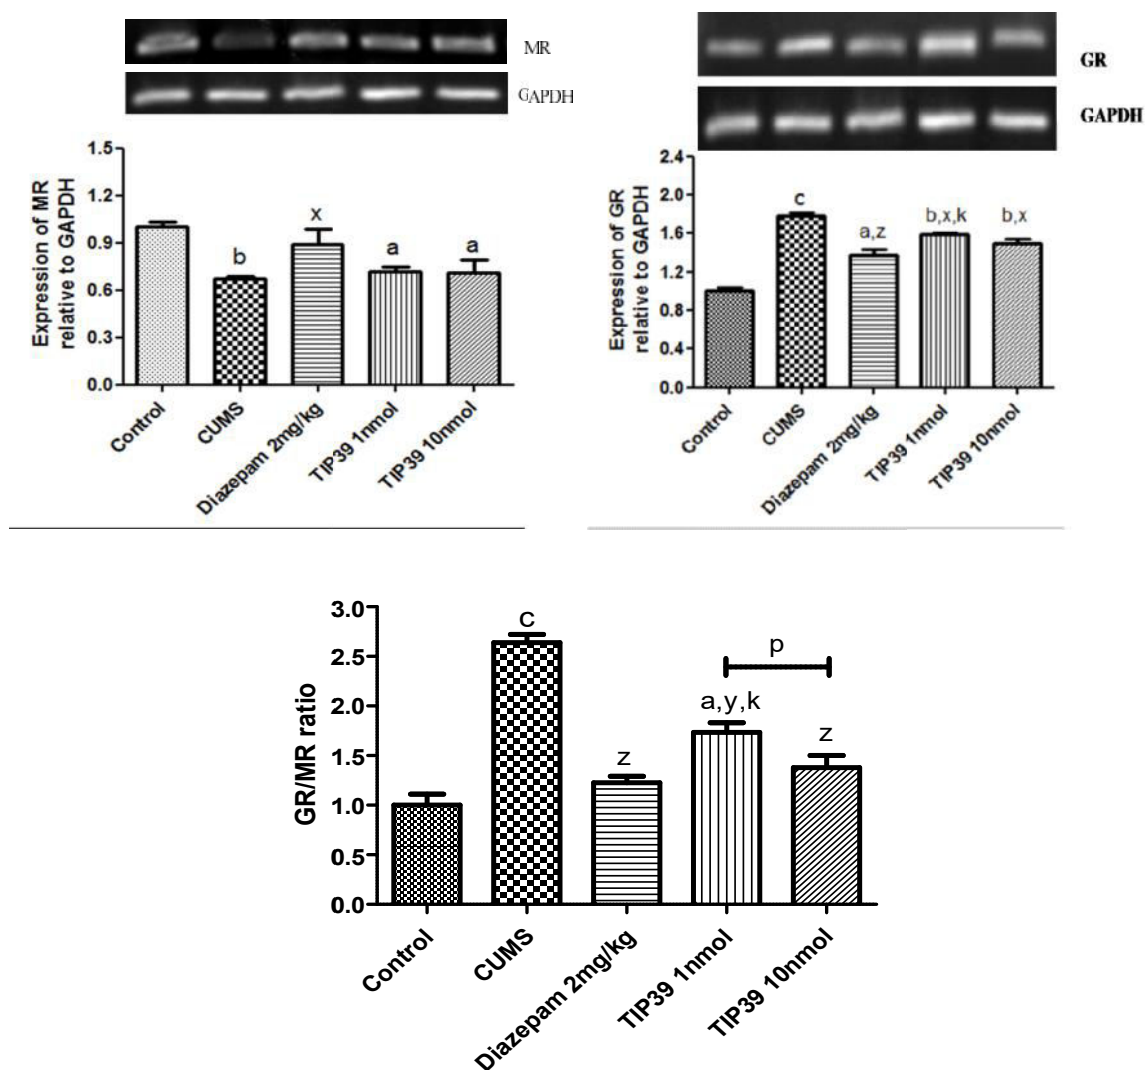 MR
GAPDH
1.5
1.2
0.9
0.6
0.3
0.0
Expression of MR
relative to GAPDH
b
x
a
a
Control
CUMS
Diazepam 2mg/kg
TIP39 1nmol
TIP39 10nmol
GR
GAPDH
2.4
2.0
1.6
1.2
0.8
0.4
0.0
Expression of GR
relative to GAPDH
c
a,z
b,x,k
b,x
Control
CUMS
Diazepam 2mg/kg
TIP39 1nmol
TIP39 10nmol
3.0
2.5
2.0
1.5
1.0
0.5
0.0
GR/MR ratio
c
z
a,y,k
p
z
Control
CUMS
Diazepam 2mg/kg
TIP39 1nmol
TIP39 10nmol